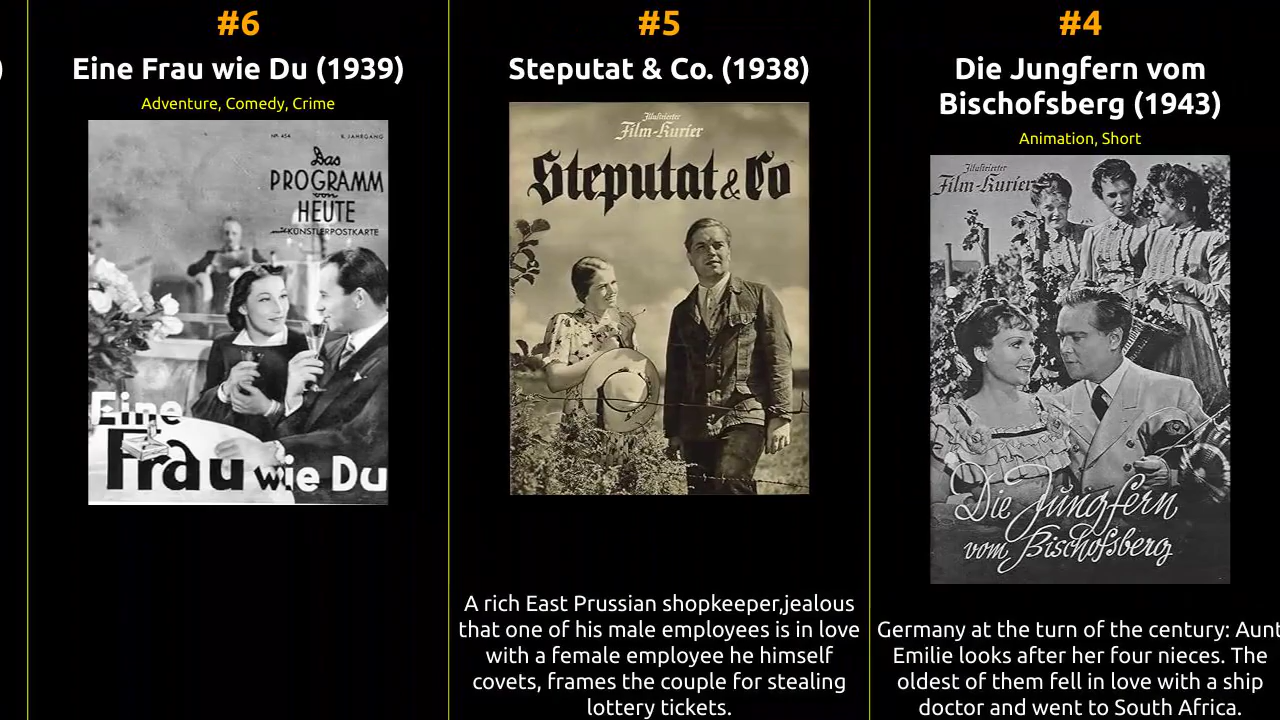 )
#6
Eine Frau wie Du (1939)
Adventure, Comedy, Crime
NR. 454
9. JAHRGANG
Das
PROGRAMM
von
HEUTE
KÜNSTLERPOSTKARTE
Eine
Frau wie Du
#5
Steputat & Co. (1938)
Illustrierter
Film-Kurier
Steputat & Co
A rich East Prussian shopkeeper,jealous
that one of his male employees is in love
with a female employee he himself
covets, frames the couple for stealing
lottery tickets.
#4
Die Jungfern vom
Bischofsberg (1943)
Animation, Short
Illustrierter
Film-Kurier
Die Jungfern
vom Bischofsberg
Germany at the turn of the century: Aunt
Emilie looks after her four nieces. The
oldest of them fell in love with a ship
doctor and went to South Africa.